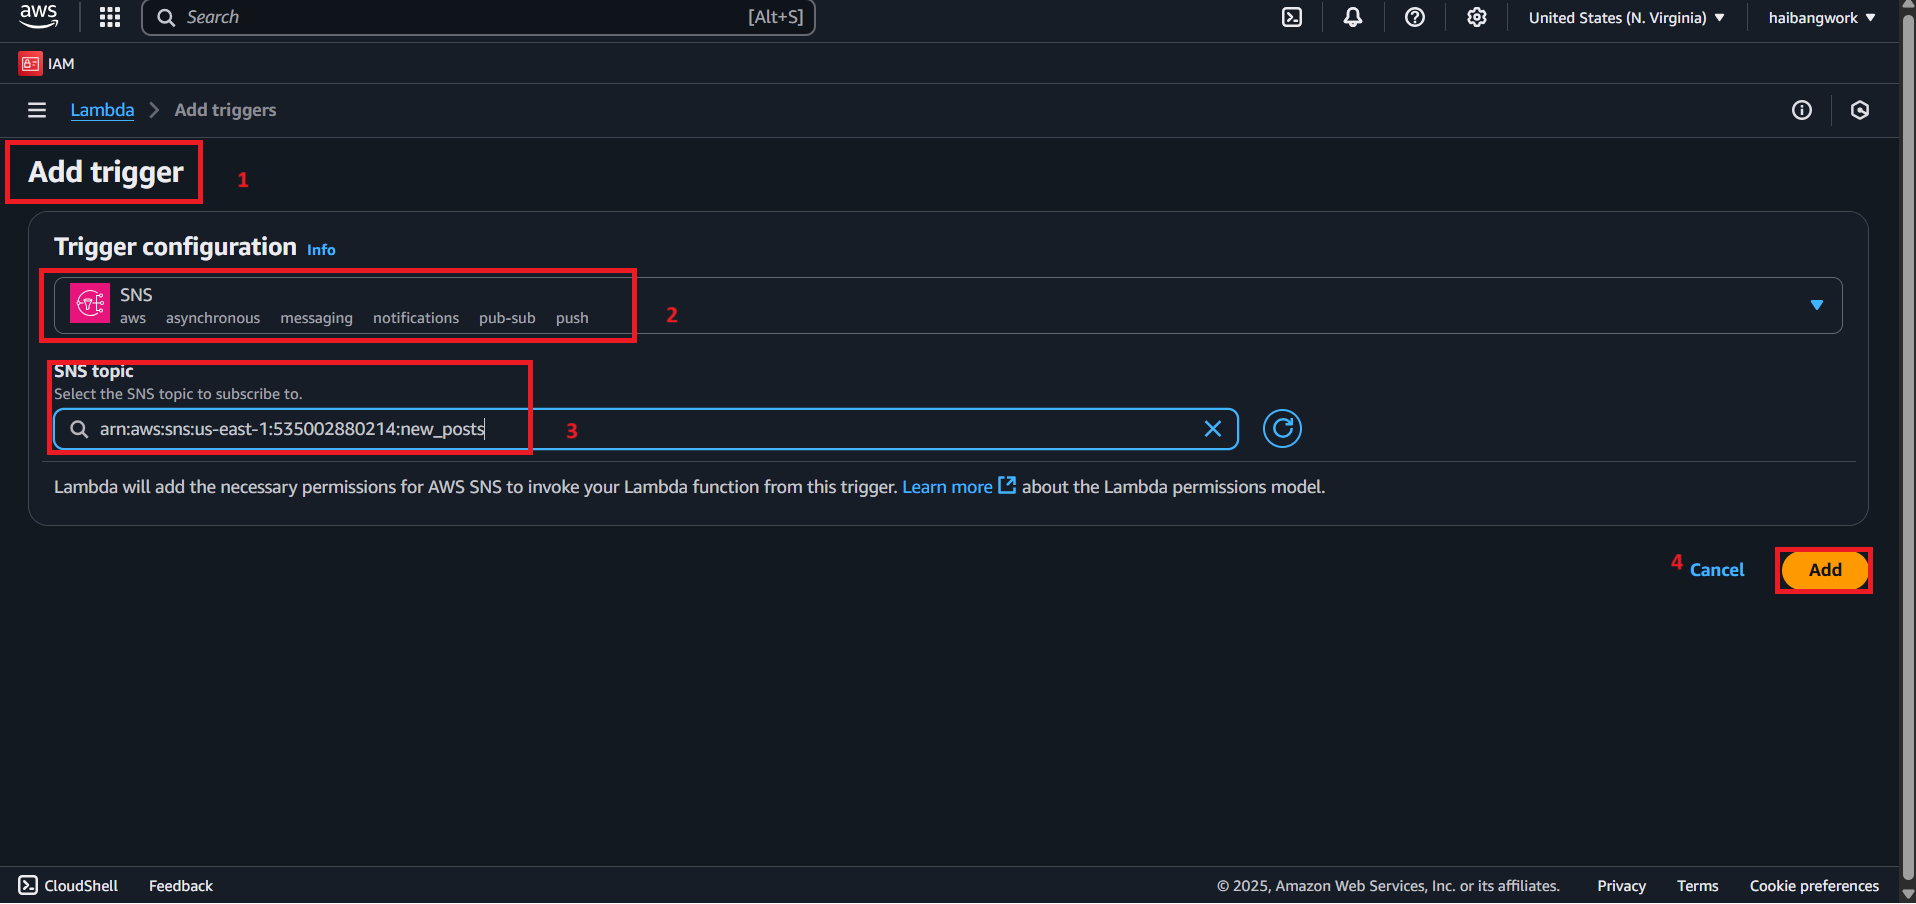 aws
Search [Alt+S]
United States (N. Virginia)
haibangwork
IAM
Lambda
Add triggers
Add trigger
1
Trigger configuration Info
SNS
aws asynchronous messaging notifications pub-sub push
2
SNS topic
Select the SNS topic to subscribe to.
arn:aws:sns:us-east-1:535002880214:new_posts
3
Lambda will add the necessary permissions for AWS SNS to invoke your Lambda function from this trigger. Learn more about the Lambda permissions model.
4
Cancel
Add
CloudShell
Feedback
© 2025, Amazon Web Services, Inc. or its affiliates.
Privacy
Terms
Cookie preferences